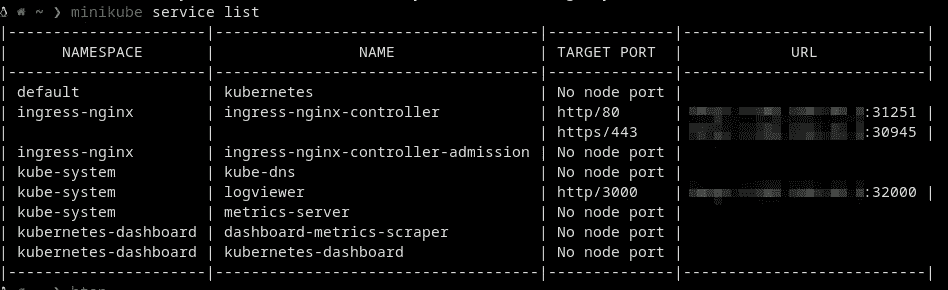 ~ ❯ minikube service list
|----------------------|------------------------------------|--------------|---------------------------|
| NAMESPACE | NAME | TARGET PORT | URL |
|----------------------|------------------------------------|--------------|---------------------------|
| default | kubernetes | No node port |
| ingress-nginx | ingress-nginx-controller | http/80 | :31251 |
| | | https/443 | :30945 |
| ingress-nginx | ingress-nginx-controller-admission | No node port |
| kube-system | kube-dns | No node port |
| kube-system | logviewer | http/3000 | :32000 |
| kube-system | metrics-server | No node port |
| kubernetes-dashboard | dashboard-metrics-scraper | No node port |
| kubernetes-dashboard | kubernetes-dashboard | No node port |
|----------------------|------------------------------------|--------------|---------------------------|